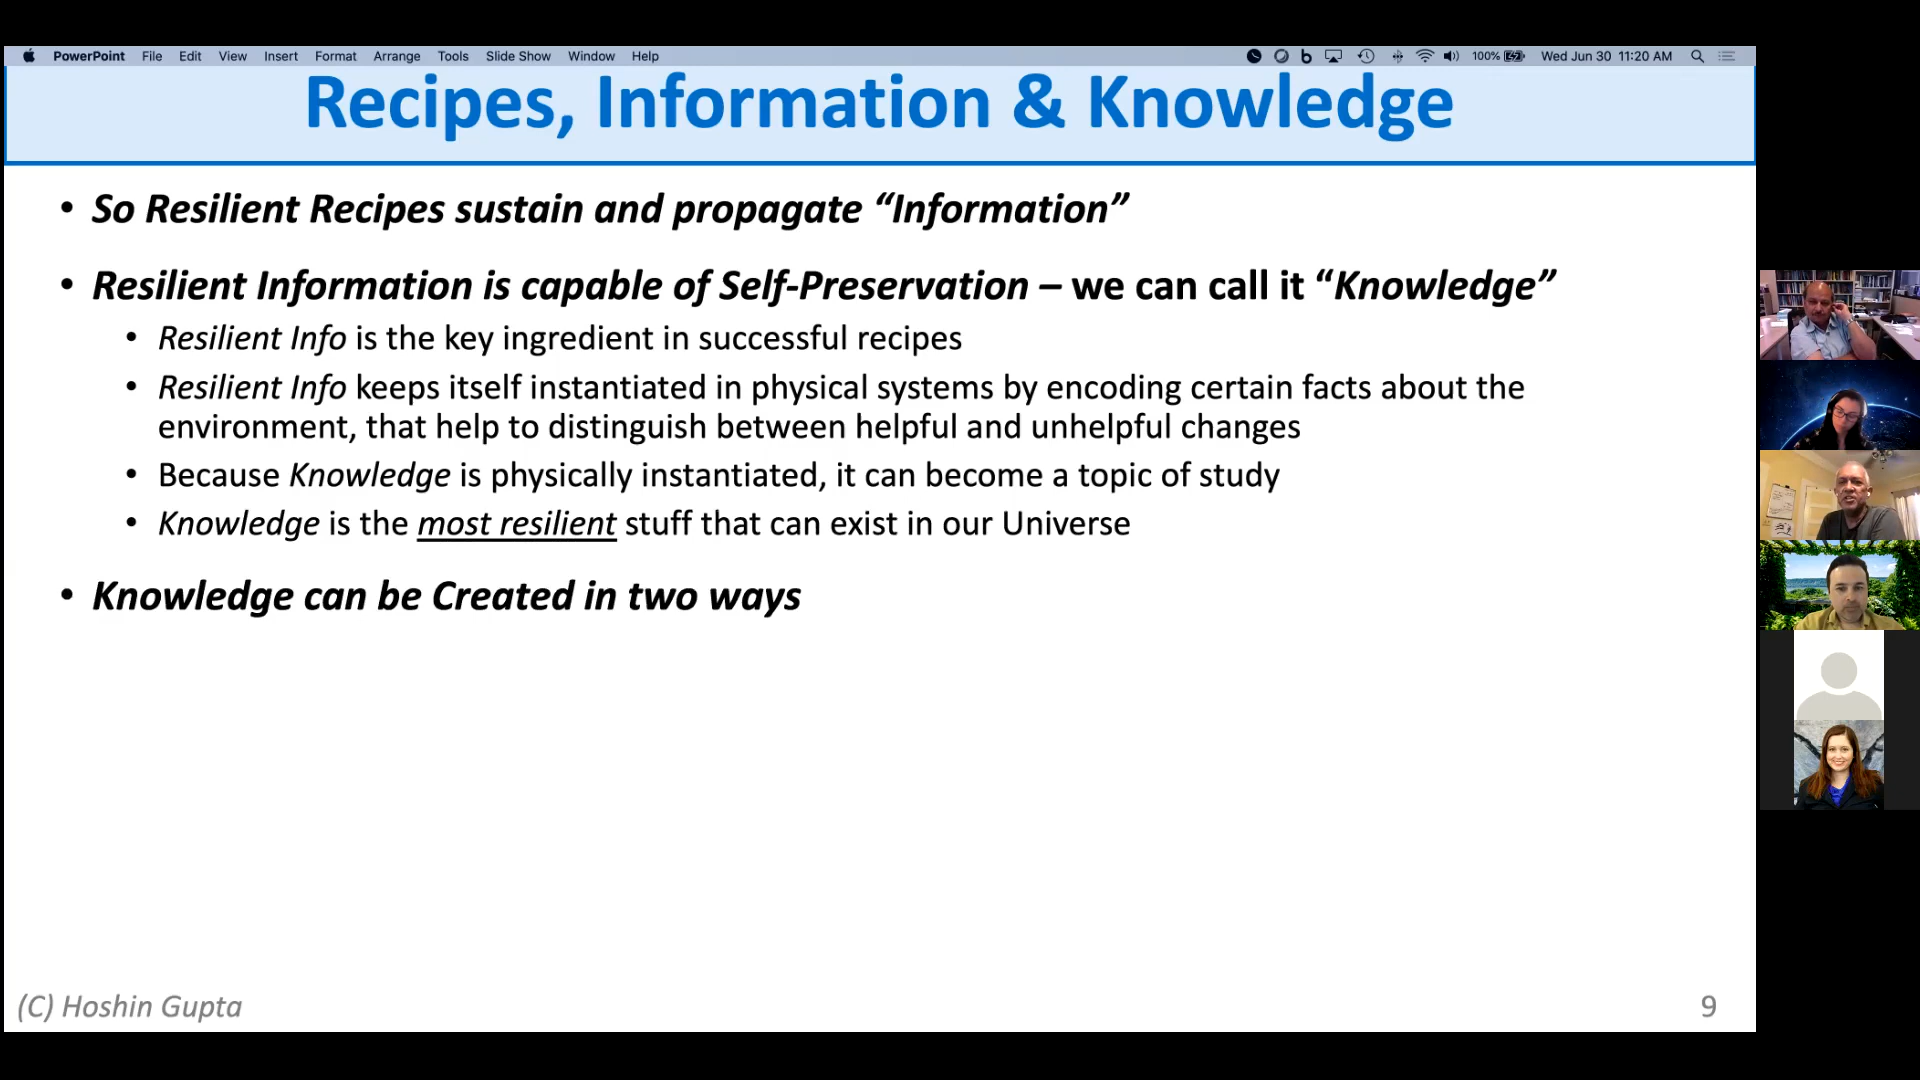 PowerPoint File Edit View Insert Format Arrange Tools Slide Show Window Help 100% Wed Jun 30 11:20 AM
Recipes, Information & Knowledge
• So Resilient Recipes sustain and propagate “Information”
• Resilient Information is capable of Self-Preservation – we can call it “Knowledge”
• Resilient Info is the key ingredient in successful recipes
• Resilient Info keeps itself instantiated in physical systems by encoding certain facts about the
environment, that help to distinguish between helpful and unhelpful changes
• Because Knowledge is physically instantiated, it can become a topic of study
• Knowledge is the most resilient stuff that can exist in our Universe
• Knowledge can be Created in two ways
(C) Hoshin Gupta
9